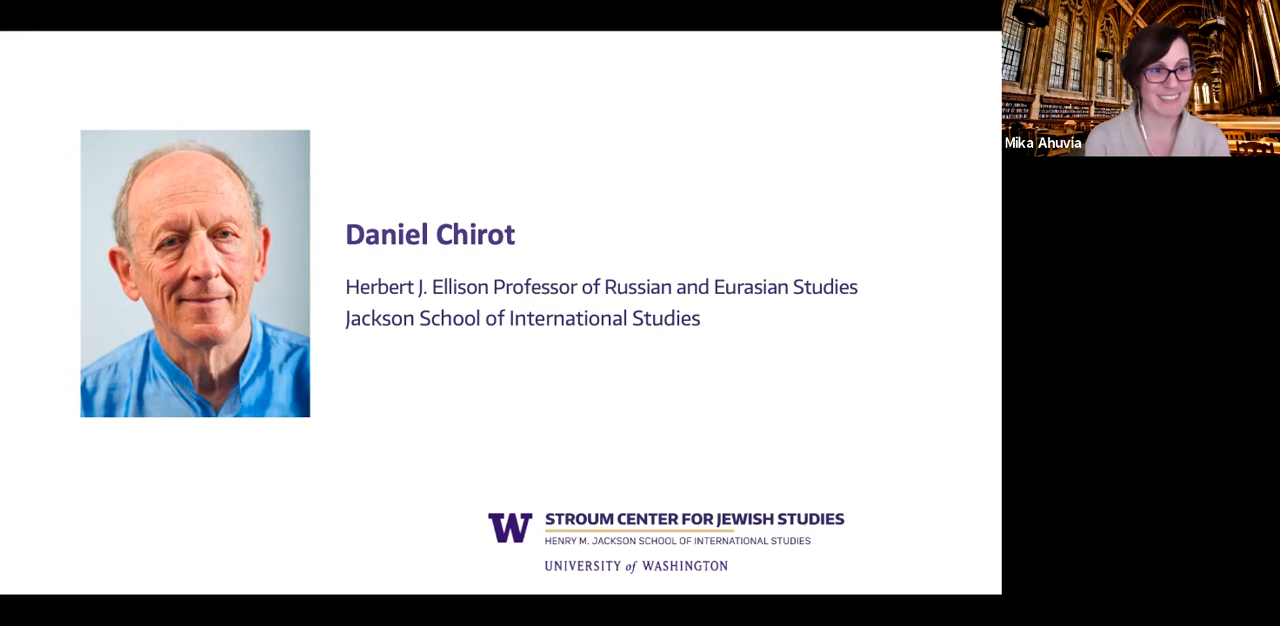 Daniel Chirot
Herbert J. Ellison Professor of Russian and Eurasian Studies
Jackson School of International Studies
W
STROUM CENTER FOR JEWISH STUDIES
HENRY M. JACKSON SCHOOL OF INTERNATIONAL STUDIES
UNIVERSITY of WASHINGTON
Mika Ahuvia